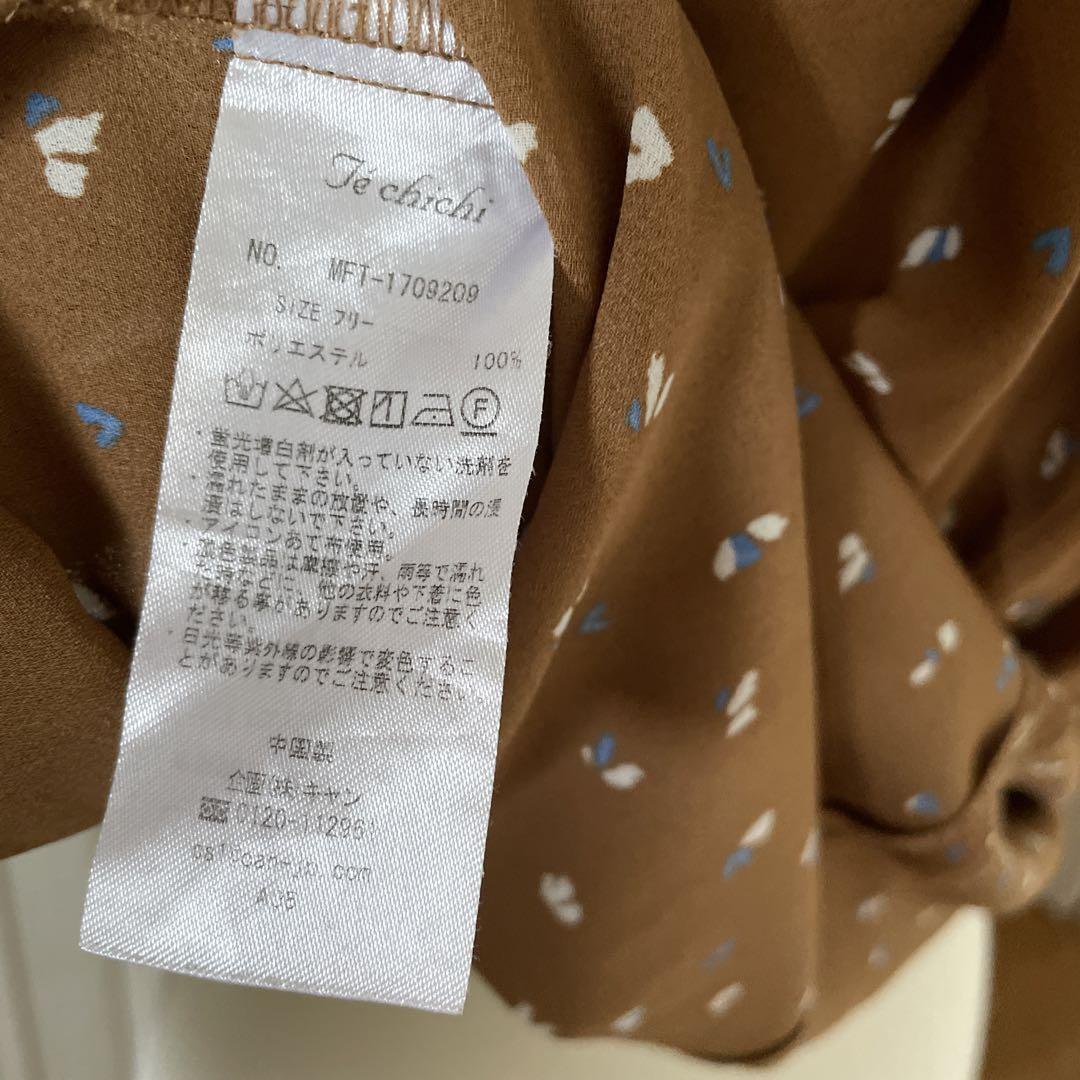 Té chichi
NO. MFT-1709209
SIZE フリー
ポリエステル 100%
F
・蛍光増白剤が入っていない洗剤を
使用して下さい。
・濡れたままの放置や、長時間の浸
漬はしないで下さい。
・アイロンあて布使用。
・濃色製品は摩擦や汗、雨等で濡れ
た時などに、他の衣料や下着に色
が移る事がありますのでご注意く
ださい。
・日光等紫外線の影響で変色するこ
とがありますのでご注意ください。
中国製
企画(株)キャン
0120-112961
A08